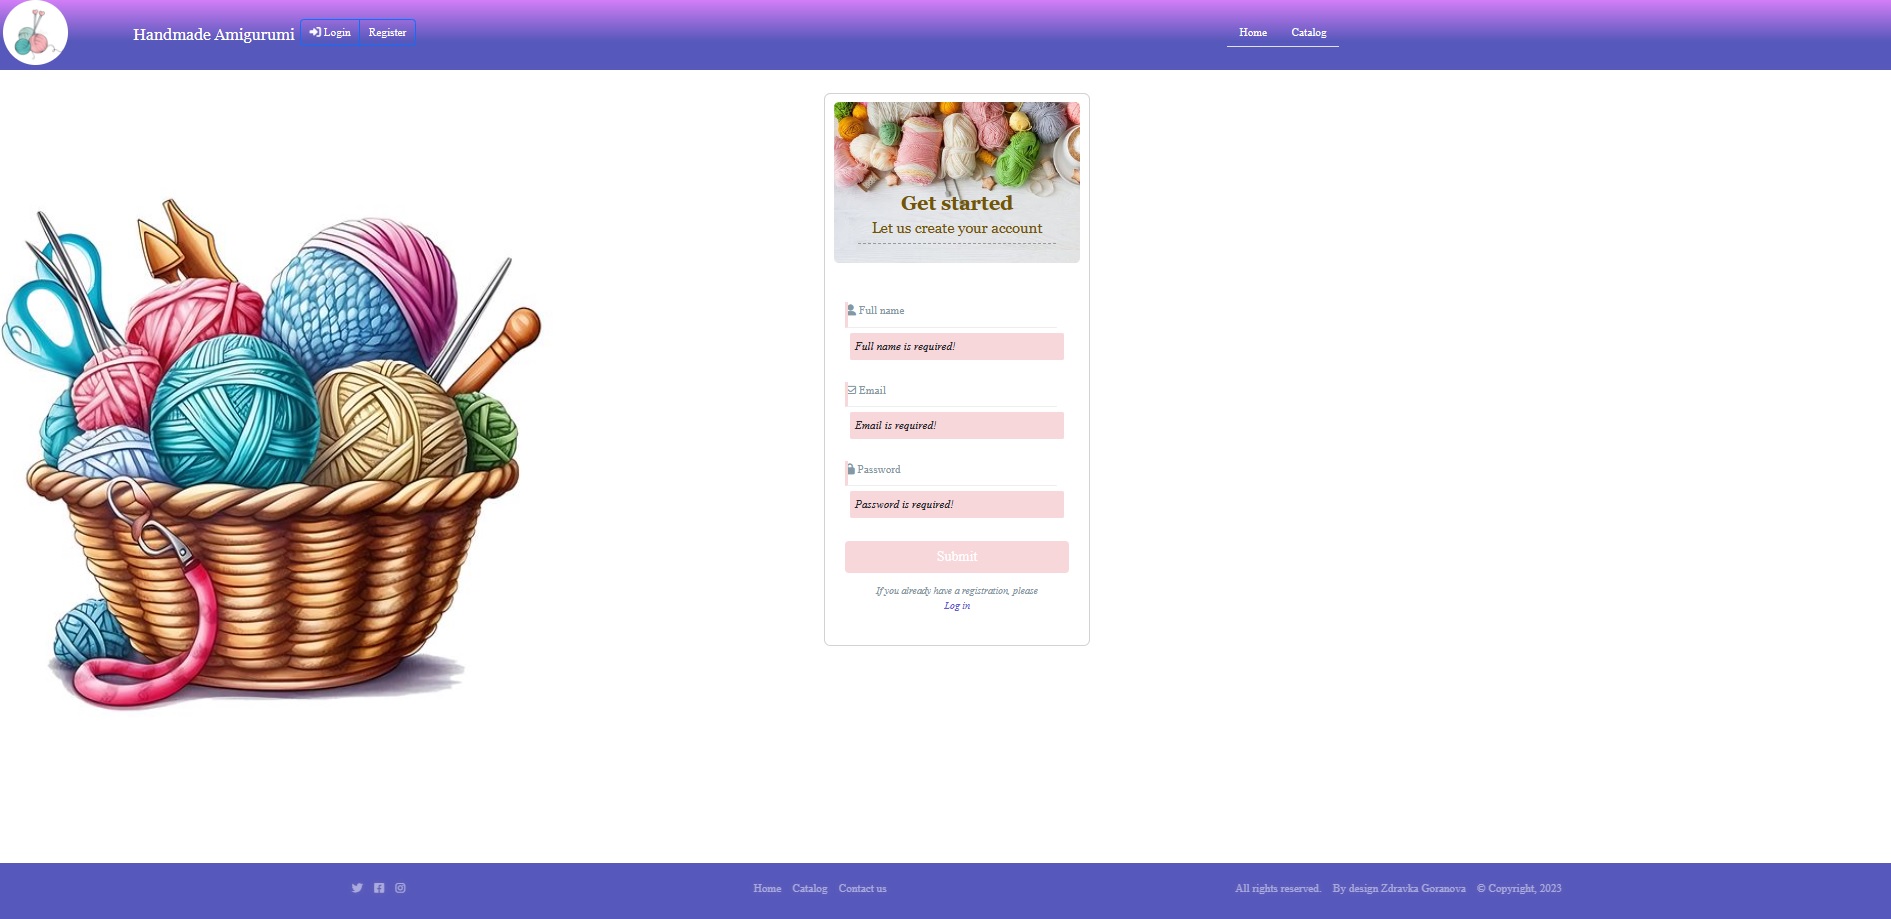 Handmade Amigurumi
Login
Register
Home
Catalog
Get started
Let us create your account
Full name
Full name is required!
Email
Email is required!
Password
Password is required!
Submit
If you already have a registration, please
Log in
Home
Catalog
Contact us
All rights reserved.
By design Zdravka Goranova
© Copyright, 2023